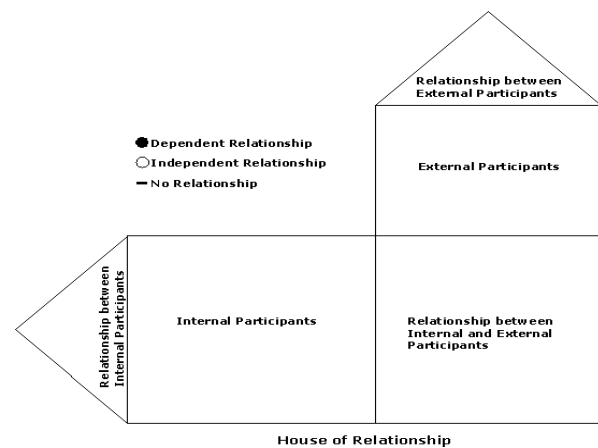 Relationship between
External Participants
Dependent Relationship
Independent Relationship
No Relationship
External Participants
Relationship between
Internal Participants
Internal Participants
Relationship between
Internal and External
Participants
House of Relationship